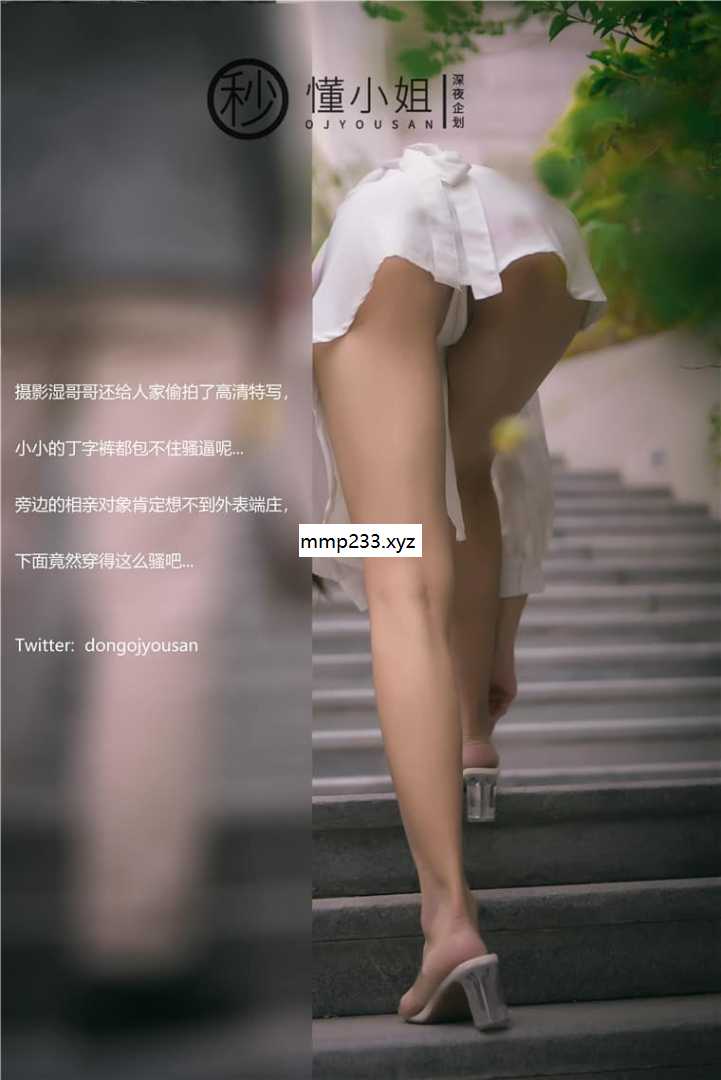 秒
懂小姐
OJYOUSAN
深夜企划
摄影湿哥哥还给人家偷拍了高清特写，
小小的丁字裤都包不住骚逼呢...
旁边的相亲对象肯定想不到外表端庄，
下面竟然穿得这么骚吧...
mmp233.xyz
Twitter: dongojyousan